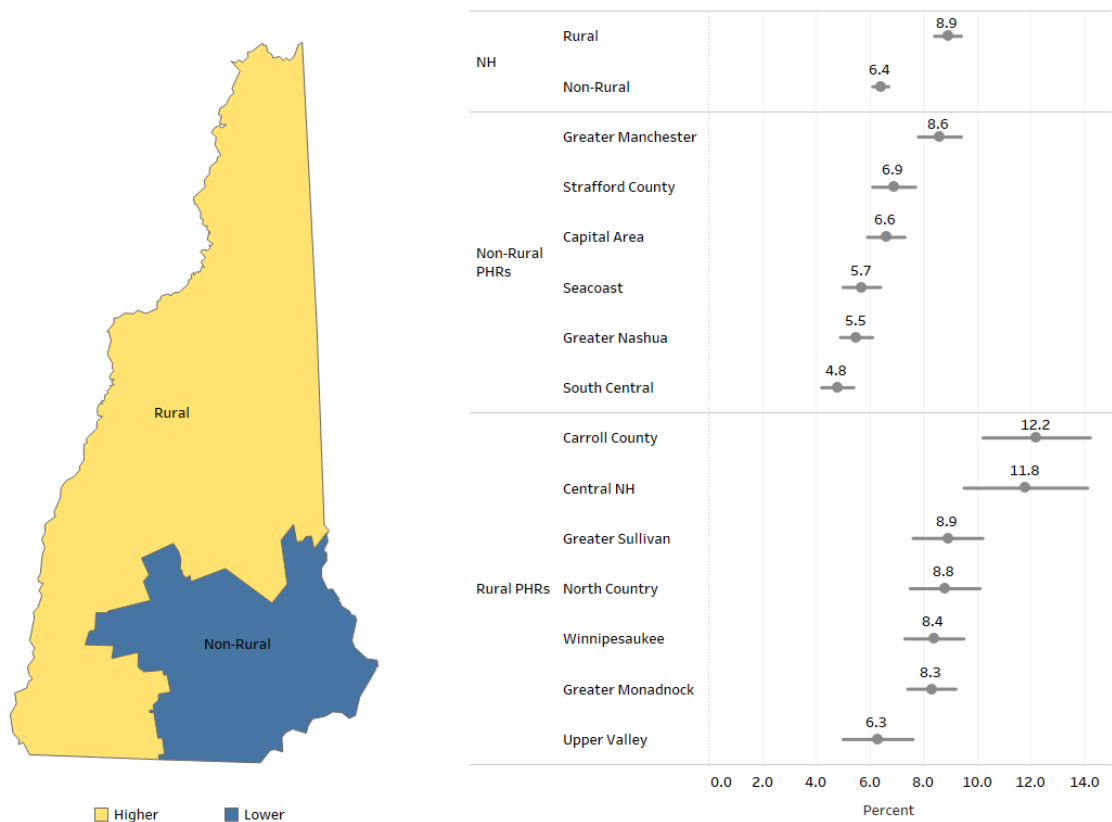 Rural
Non-Rural
Higher
Lower
NH
Rural
8.9
Non-Rural
6.4
Non-Rural
PHRs
Greater Manchester
8.6
Strafford County
6.9
Capital Area
6.6
Seacoast
5.7
Greater Nashua
5.5
South Central
4.8
Rural PHRs
Carroll County
12.2
Central NH
11.8
Greater Sullivan
8.9
North Country
8.8
Winnipesaukee
8.4
Greater Monadnock
8.3
Upper Valley
6.3
0.0 2.0 4.0 6.0 8.0 10.0 12.0 14.0
Percent